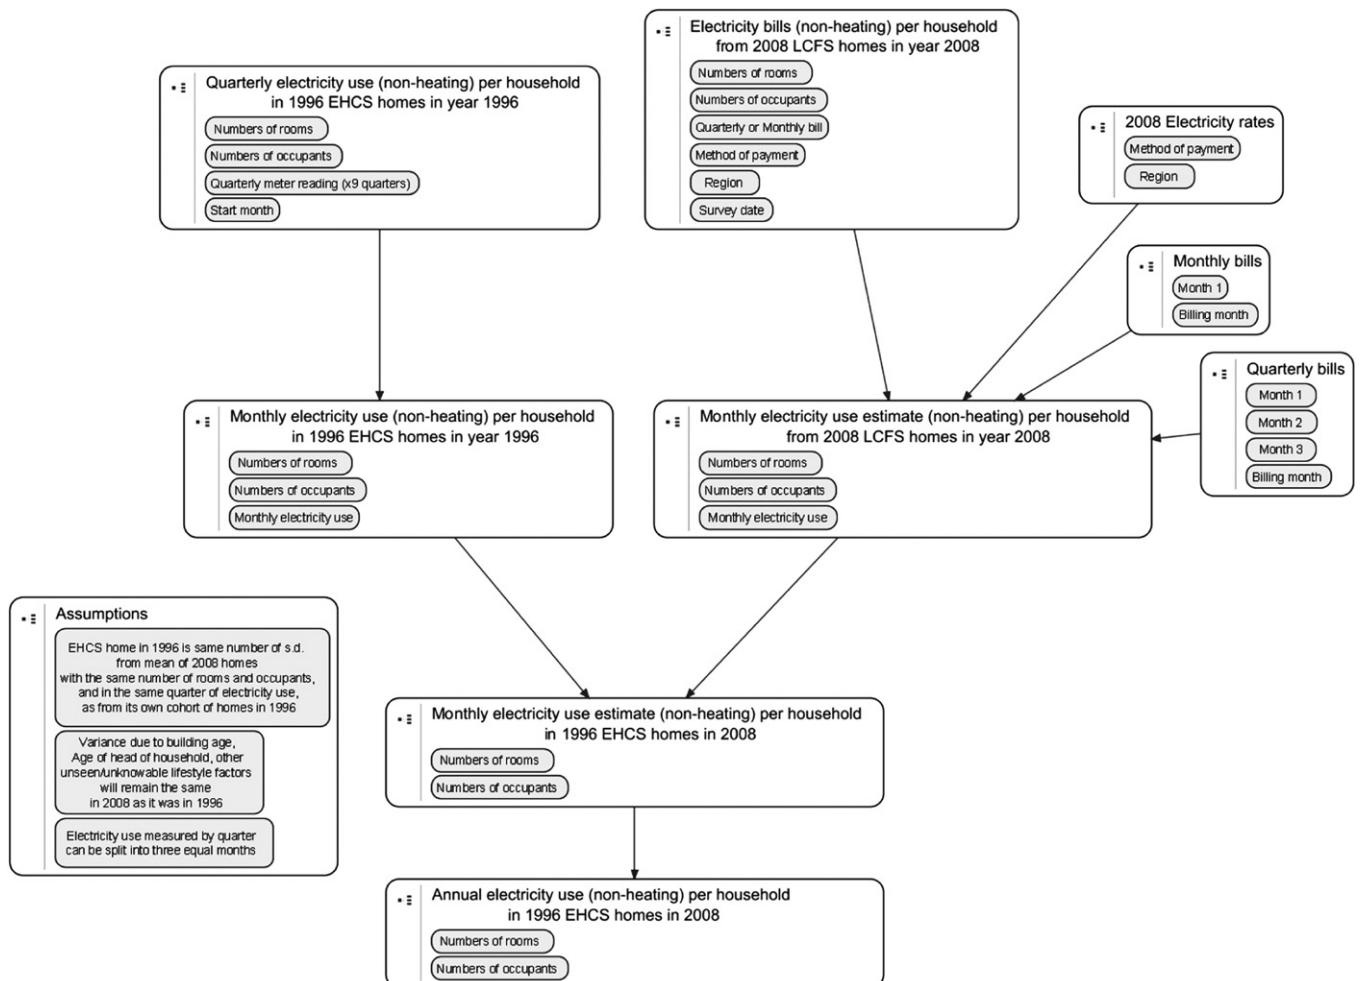 Electricity bills (non-heating) per household
from 2008 LCFS homes in year 2008
Numbers of rooms
Numbers of occupants
Quarterly or Monthly bill
Method of payment
Region
Survey date
Quarterly electricity use (non-heating) per household
in 1996 EHCS homes in year 1996
Numbers of rooms
Numbers of occupants
Quarterly meter reading (x9 quarters)
Start month
2008 Electricity rates
Method of payment
Region
Monthly bills
Month 1
Billing month
Quarterly bills
Month 1
Month 2
Month 3
Billing month
Monthly electricity use (non-heating) per household
in 1996 EHCS homes in year 1996
Numbers of rooms
Numbers of occupants
Monthly electricity use
Monthly electricity use estimate (non-heating) per household
from 2008 LCFS homes in year 2008
Numbers of rooms
Numbers of occupants
Monthly electricity use
Assumptions
EHCS home in 1996 is same number of s.d.
from mean of 2008 homes
with the same number of rooms and occupants,
and in the same quarter of electricity use,
as from its own cohort of homes in 1996
Variance due to building age,
Age of head of household, other
unseen/unknowable lifestyle factors
will remain the same
in 2008 as it was in 1996
Electricity use measured by quarter
can be split into three equal months
Monthly electricity use estimate (non-heating) per household
in 1996 EHCS homes in 2008
Numbers of rooms
Numbers of occupants
Annual electricity use (non-heating) per household
in 1996 EHCS homes in 2008
Numbers of rooms
Numbers of occupants